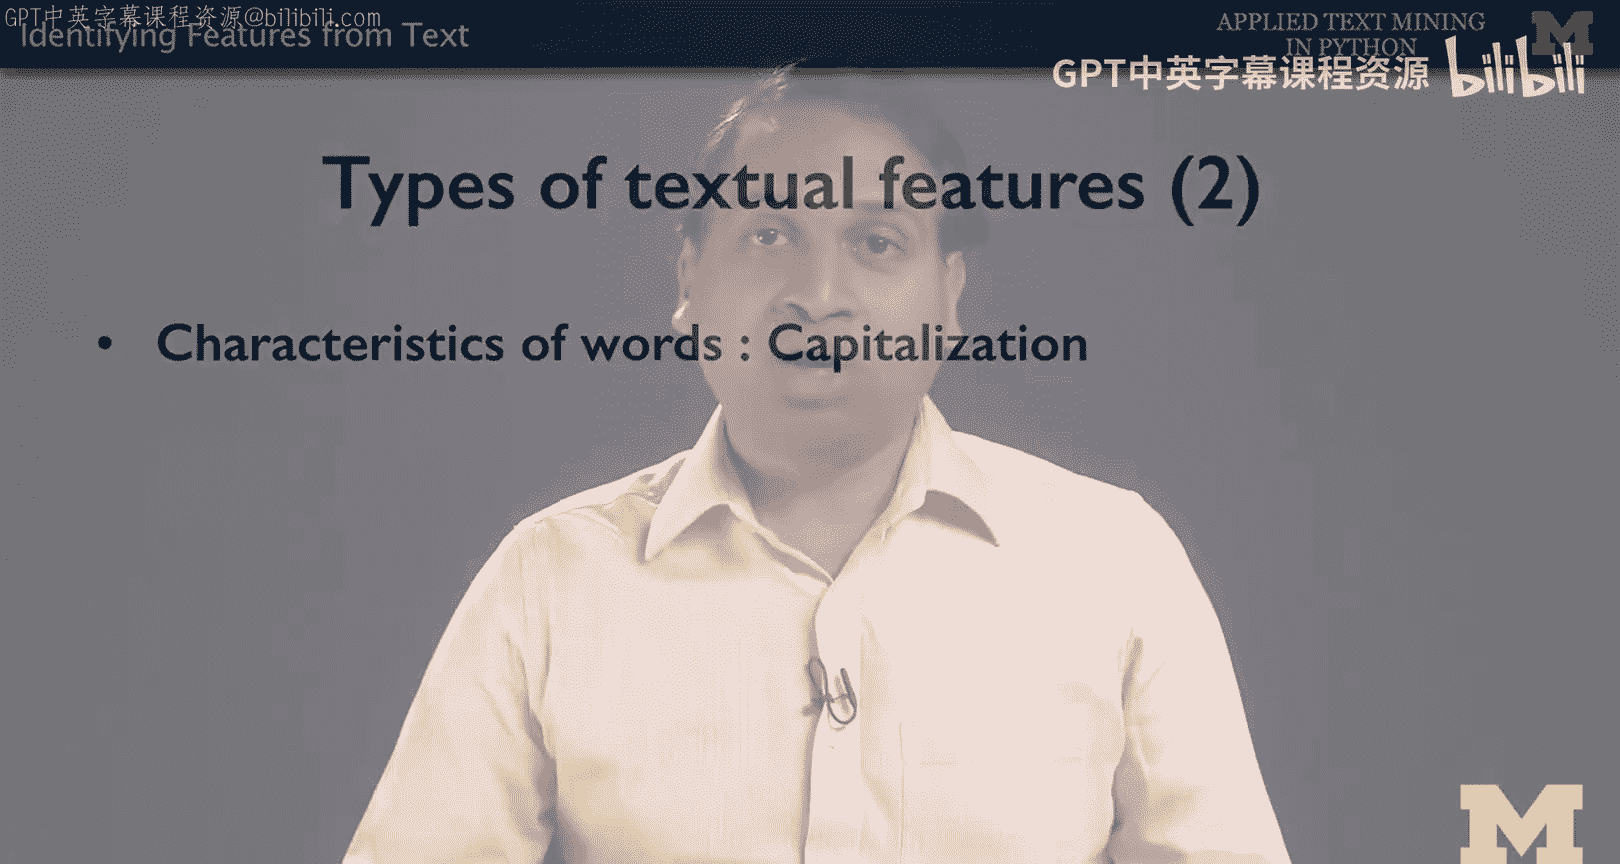 GPT中英字幕课程资源@bilibili.com
Identifying Features from Text
APPLIED TEXT MINING
IN PYTHON
M
GPT中英字幕课程资源 bilibili
Types of textual features (2)
• Characteristics of words : Capitalization
M